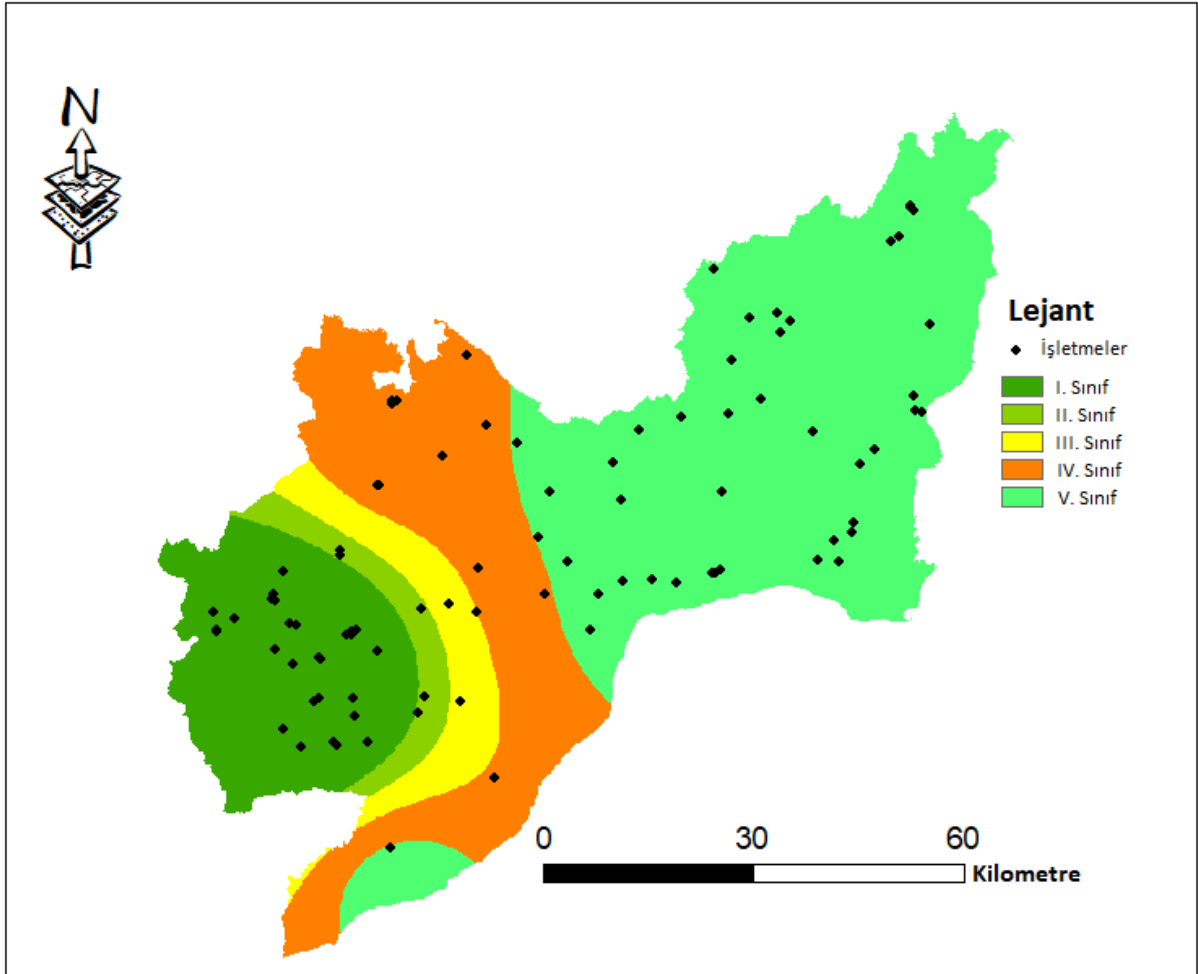 N
Lejant
İşletmeler
I. Sınıf
II. Sınıf
III. Sınıf
IV. Sınıf
V. Sınıf
0 30 60
Kilometre